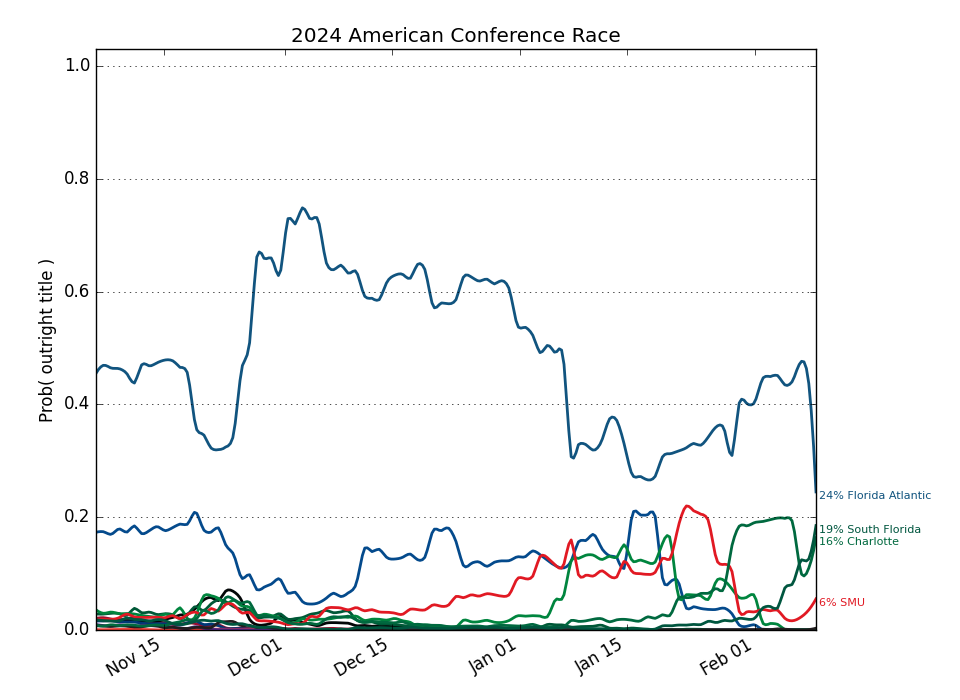 2024 American Conference Race
Prob( outright title )
1.0
0.8
0.6
0.4
0.2
0.0
24% Florida Atlantic
19% South Florida
16% Charlotte
6% SMU
Nov 15
Dec 01
Dec 15
Jan 01
Jan 15
Feb 01